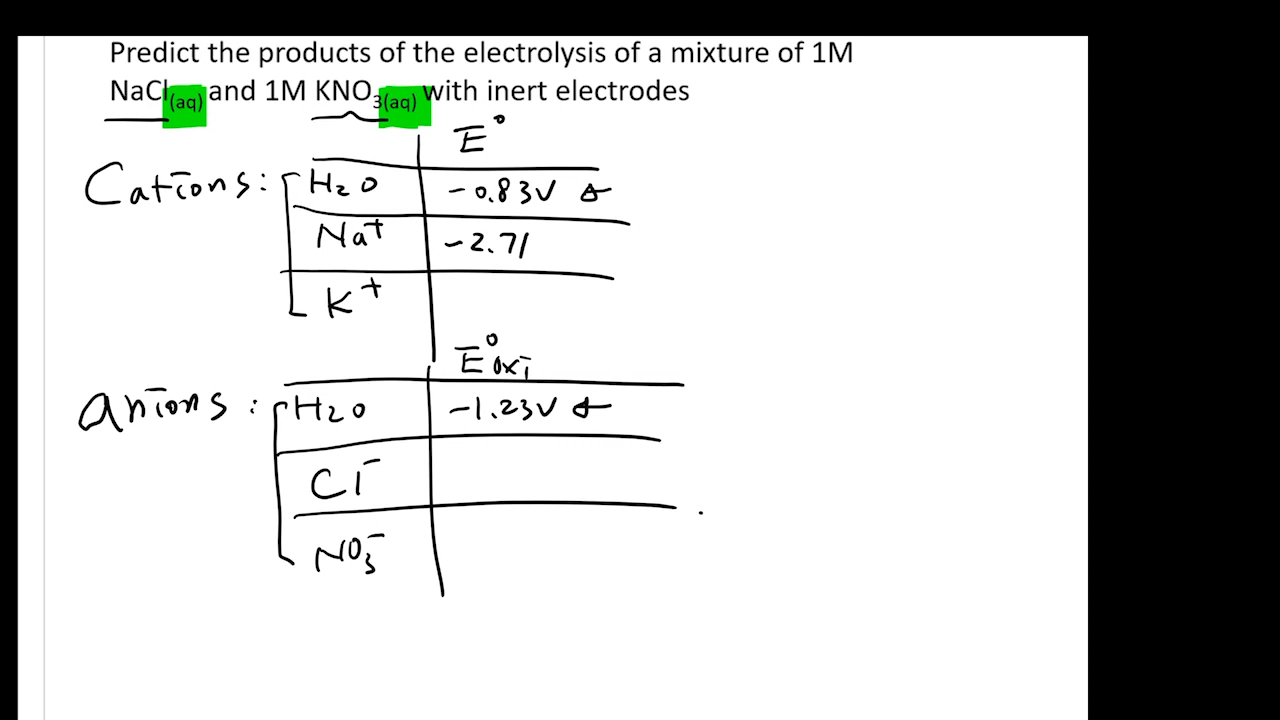 Predict the products of the electrolysis of a mixture of 1M
NaCl(aq) and 1M KNO3(aq) with inert electrodes
E°
Cations: H2O -0.83V
Na+ -2.71
K+
E°oxi
anions: H2O -1.23V
Cl-
NO3-